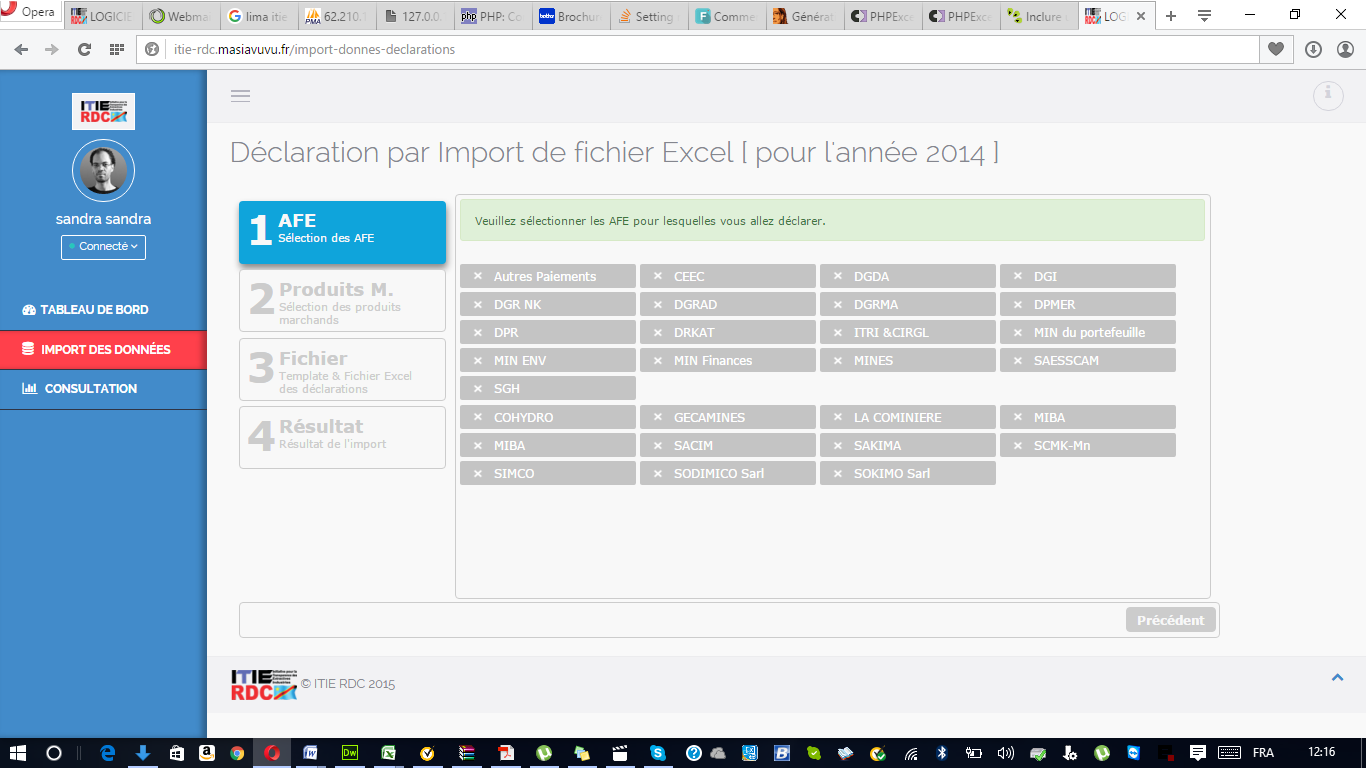 Opera
LOGICIE
Webma
lima itie
62.210.1
127.0.0.
PHP: Co
Brochur
Setting
Comme
Générat
PHPExce
PHPExce
Inclure u
LOG
itie-rdc.masiavuvu.fr/import-donnes-declarations
ITIE
RDC
sandra sandra
Connecté
TABLEAU DE BORD
IMPORT DES DONNÉES
CONSULTATION
Déclaration par Import de fichier Excel [ pour l'année 2014 ]
1 AFE
Sélection des AFE
2 Produits M.
Sélection des produits
marchands
3 Fichier
Template & Fichier Excel
des déclarations
4 Résultat
Résultat de l'import
Veuillez sélectionner les AFE pour lesquelles vous allez déclarer.
× Autres Paiements × CEEC × DGDA × DGI
× DGR NK × DGRAD × DGRMA × DPMER
× DPR × DRKAT × ITRI &CIRGL × MIN du portefeuille
× MIN ENV × MIN Finances × MINES × SAESSCAM
× SGH
× COHYDRO × GECAMINES × LA COMINIERE × MIBA
× MIBA × SACIM × SAKIMA × SCMK-Mn
× SIMCO × SODIMICO Sarl × SOKIMO Sarl
Précédent
ITIE
RDC
© ITIE RDC 2015
FRA
12:16